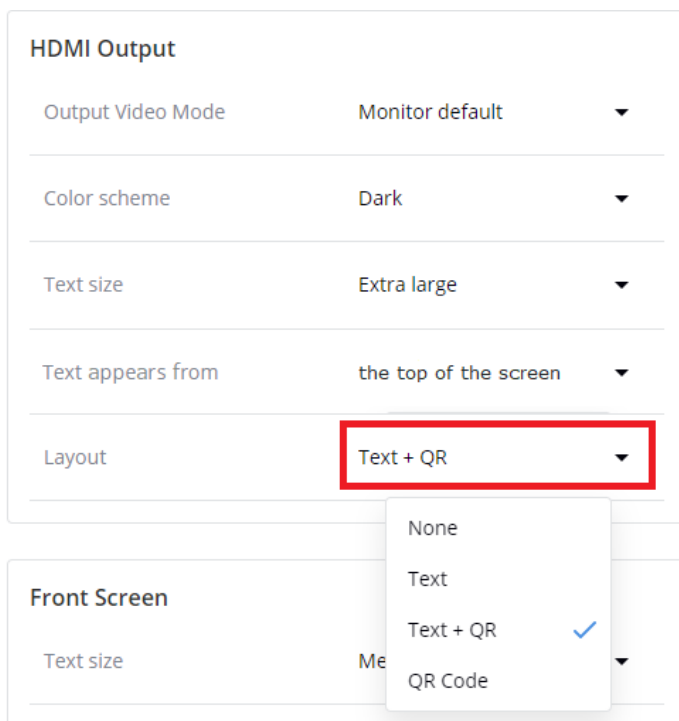 HDMI Output
Output Video Mode Monitor default
Color scheme Dark
Text size Extra large
Text appears from the top of the screen
Layout Text + QR
None
Text
Text + QR
QR Code
Front Screen
Text size